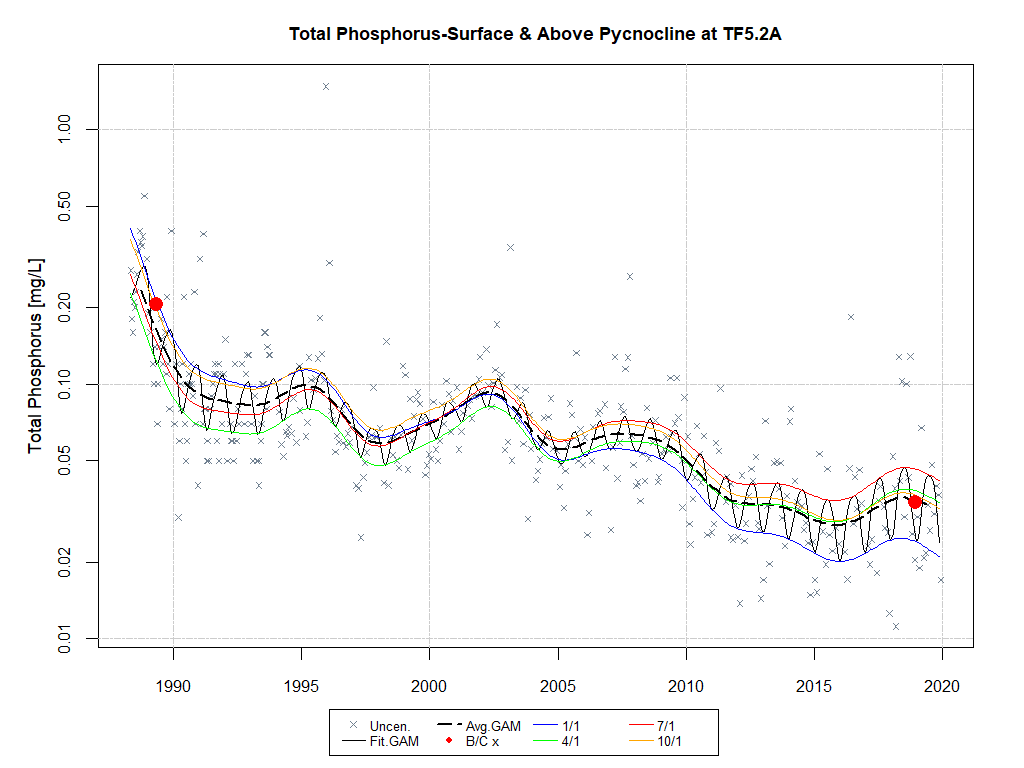 Total Phosphorus-Surface & Above Pycnocline at TF5.2A
Total Phosphorus [mg/L]
1.00
0.50
0.20
0.10
0.05
0.02
0.01
1990 1995 2000 2005 2010 2015 2020
Uncen. Avg.GAM 1/1 7/1
Fit.GAM B/C x 4/1 10/1